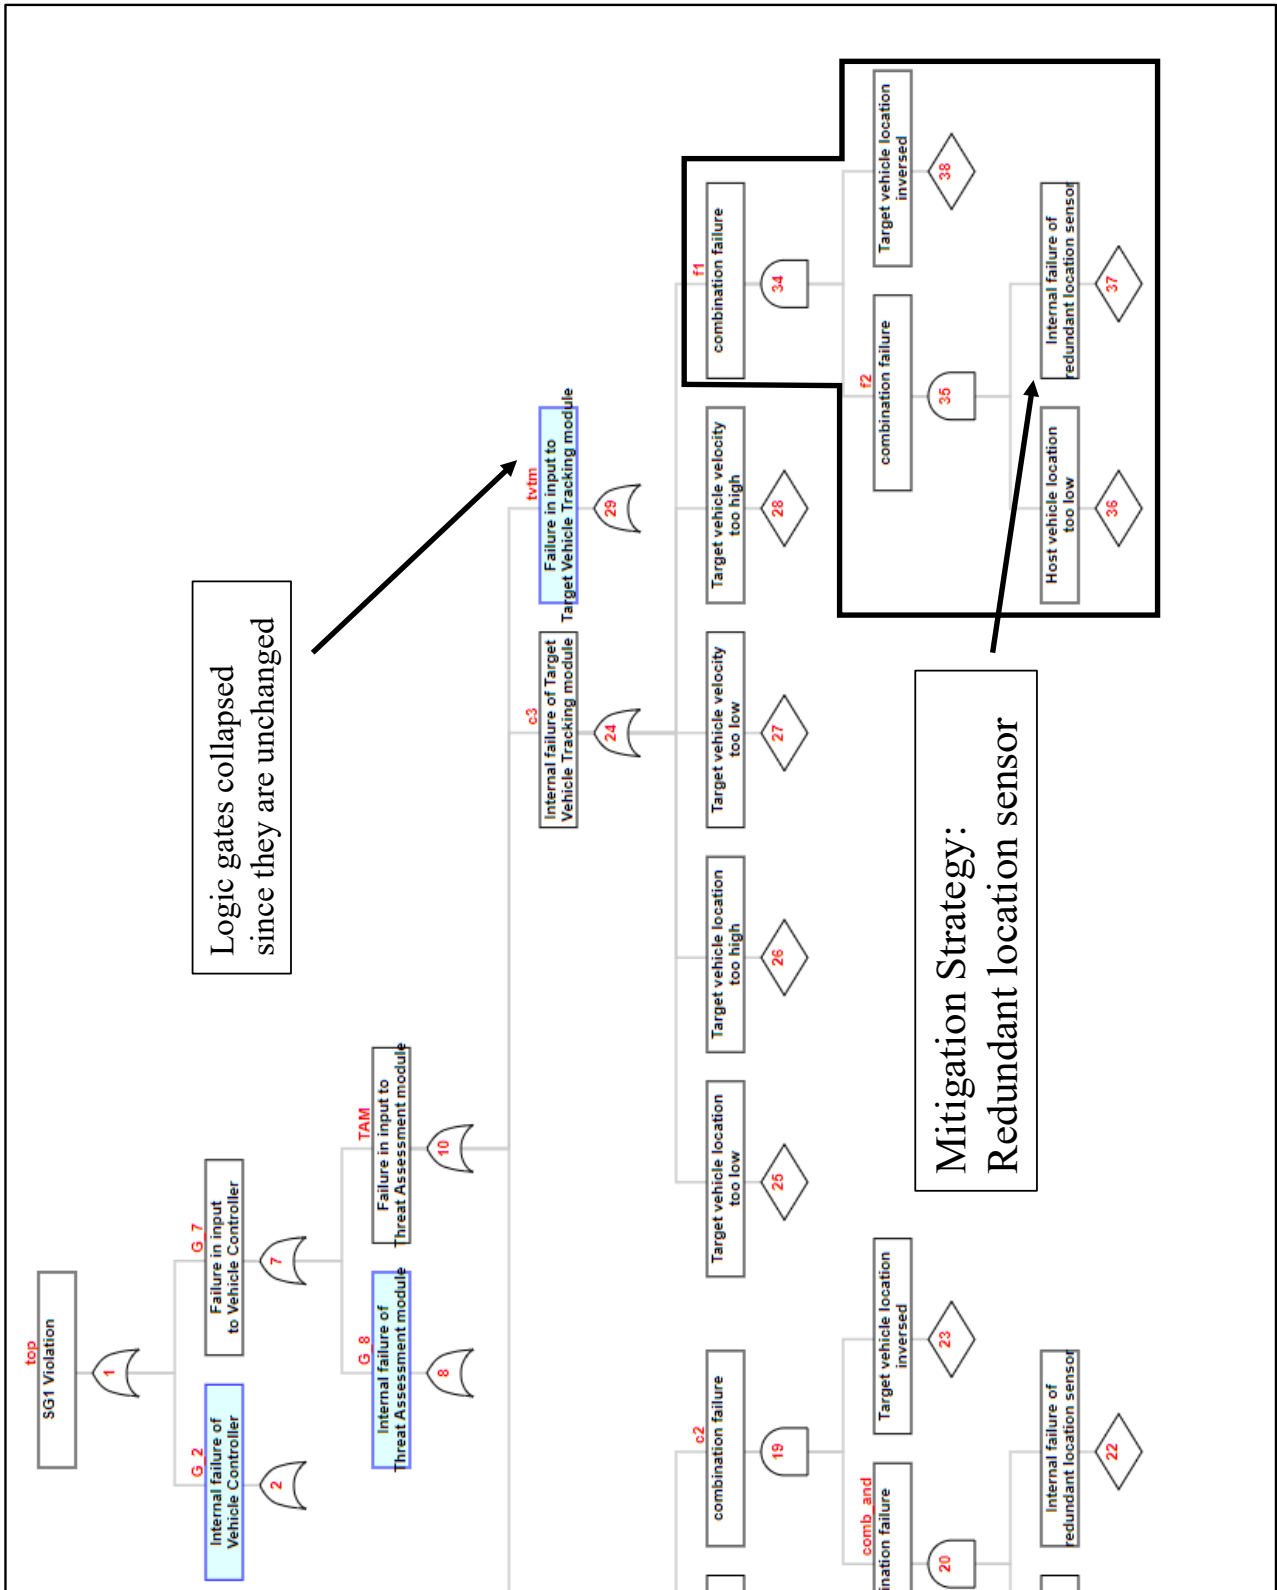 top
SG1 Violation
1
G_2
Internal failure of
Vehicle Controller
2
G_7
Failure in input
to Vehicle Controller
7
G_8
Internal failure of
Threat Assessment module
8
TAM
Failure in input to
Threat Assessment module
10
Logic gates collapsed
since they are unchanged
c3
Internal failure of Target
Vehicle Tracking module
24
tvtm
Failure in input to
Target Vehicle Tracking module
29
c2
combination failure
19
Target vehicle location
too low
25
Target vehicle location
too high
26
Target vehicle velocity
too low
27
Target vehicle velocity
too high
28
f1
combination failure
34
comb_and
failure
20
Target vehicle location
inversed
23
f2
combination failure
35
Target vehicle location
inversed
38
Internal failure of
redundant location sensor
22
Host vehicle location
too low
36
Internal failure of
redundant location sensor
37
Mitigation Strategy:
Redundant location sensor